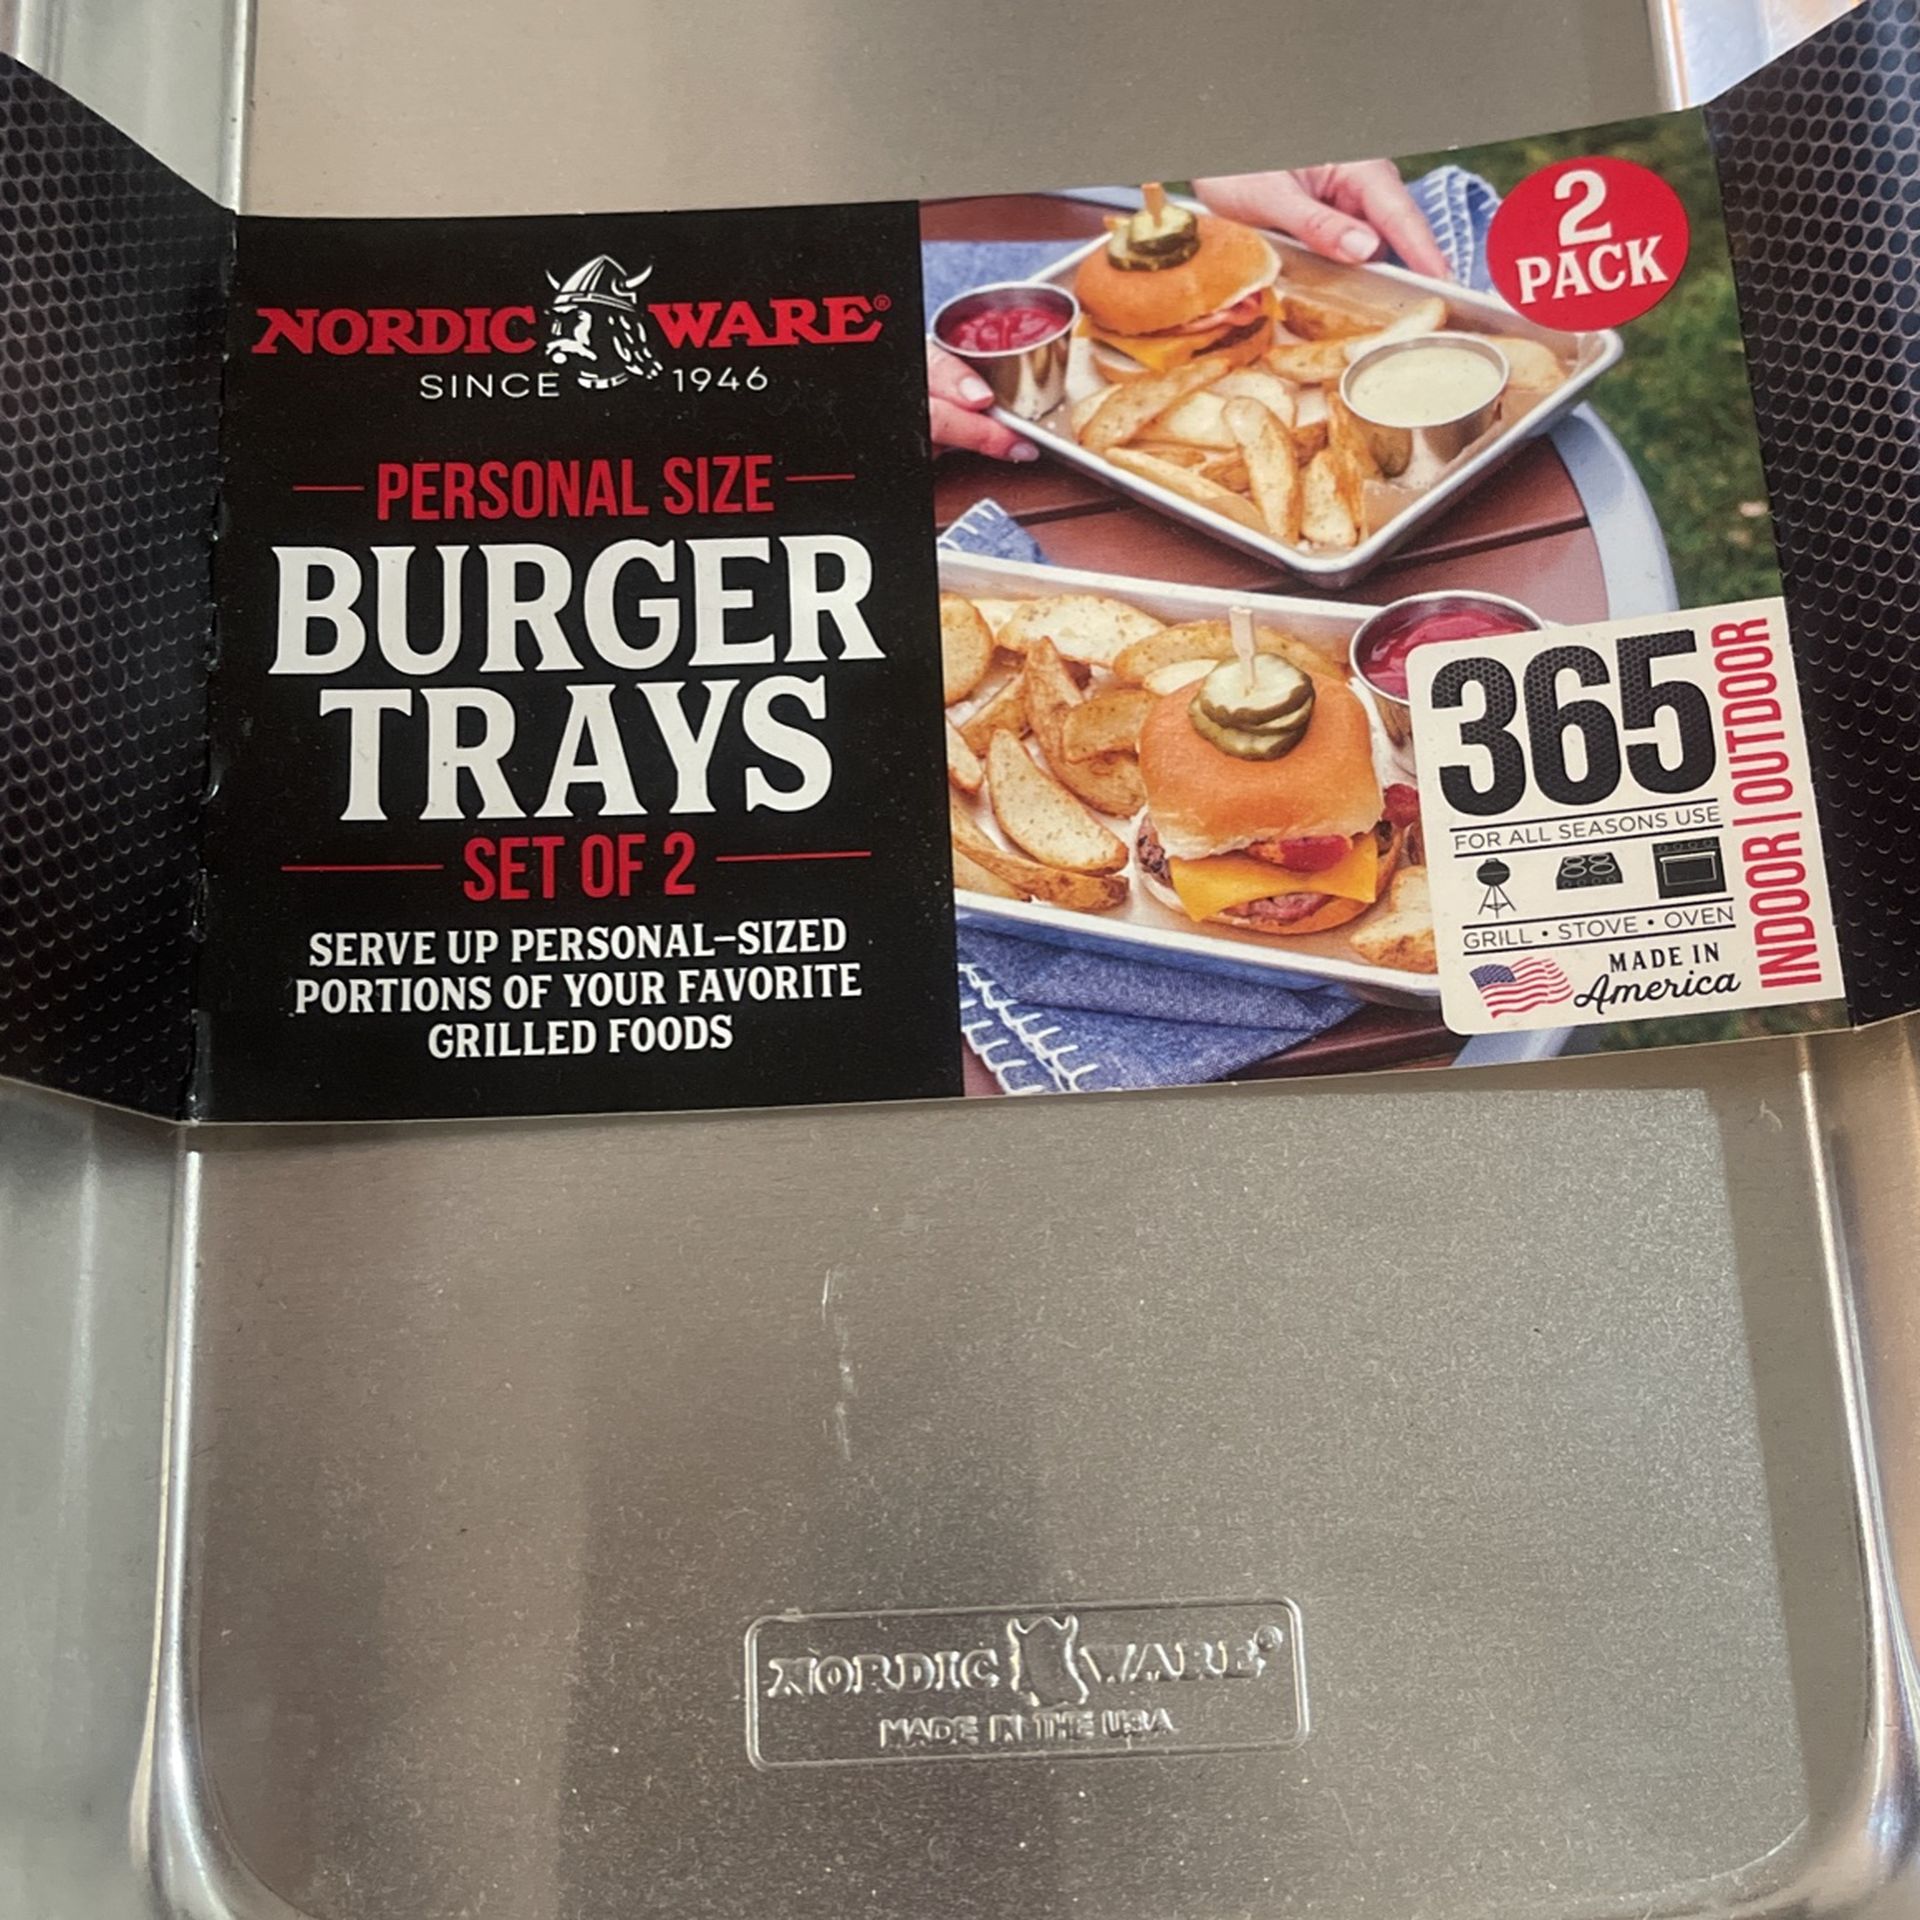 NORDIC WARE®
SINCE 1946
PERSONAL SIZE
BURGER
TRAYS
SET OF 2
SERVE UP PERSONAL-SIZED
PORTIONS OF YOUR FAVORITE
GRILLED FOODS
2
PACK
365
FOR ALL SEASONS USE
GRILL • STOVE • OVEN
MADE IN
America
INDOOR | OUTDOOR
NORDIC WARE®
MADE IN THE USA